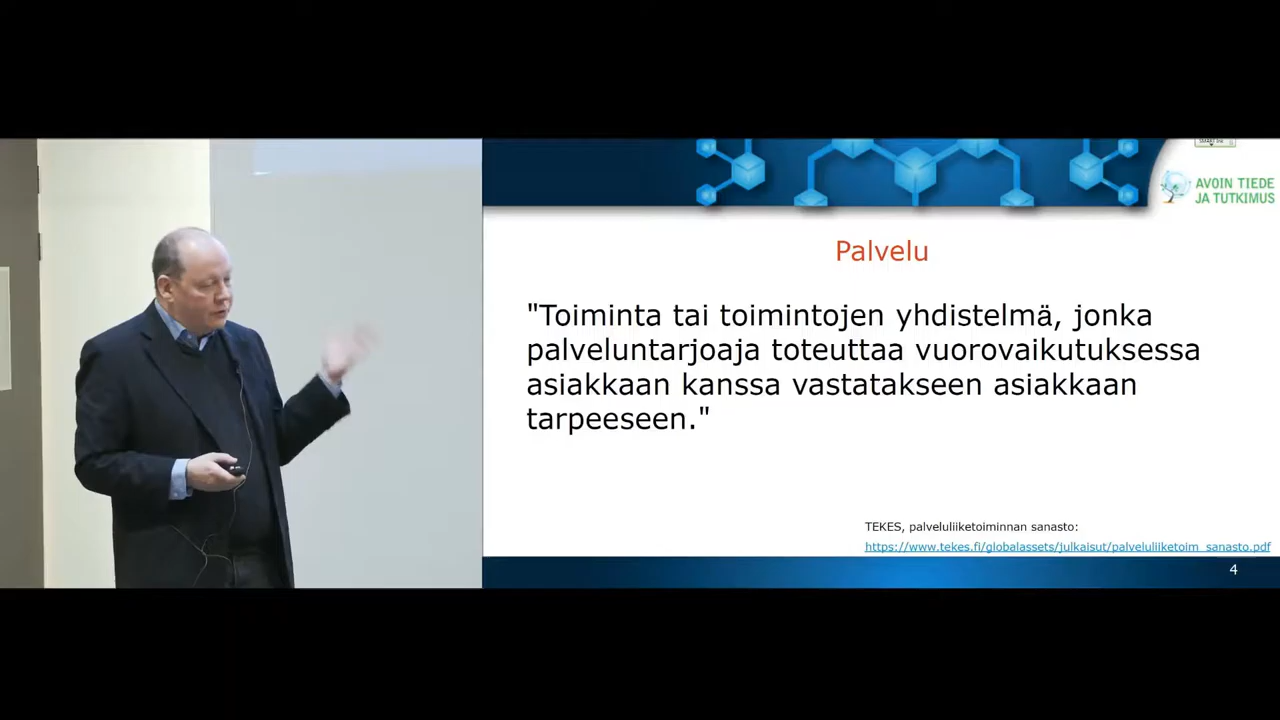 AVOIN TIEDE
JA TUTKIMUS
Palvelu
"Toiminta tai toimintojen yhdistelmä, jonka
palveluntarjoaja toteuttaa vuorovaikutuksessa
asiakkaan kanssa vastatakseen asiakkaan
tarpeeseen."
TEKES, palveluliiketoiminnan sanasto:
https://www.tekes.fi/globalassets/julkaisut/palveluliiketoim_sanasto.pdf
4